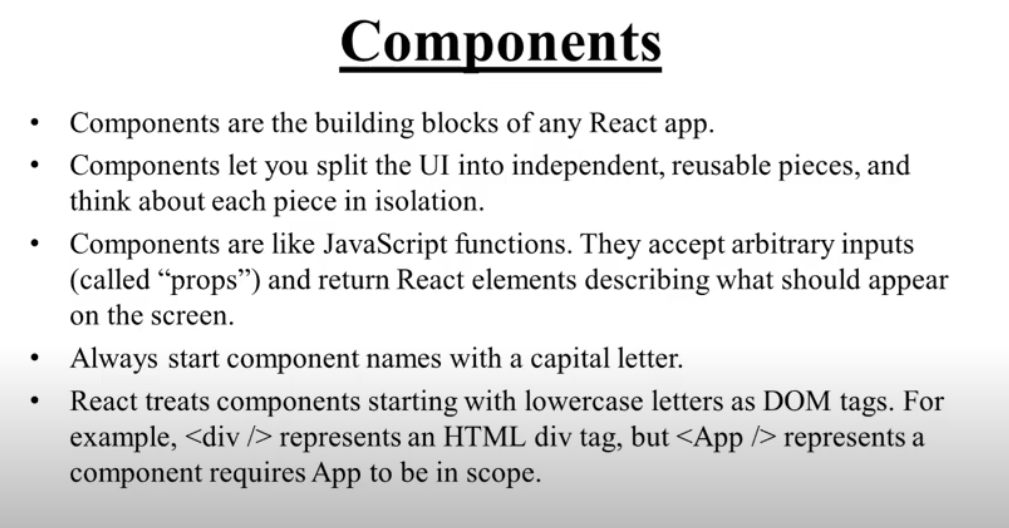 Components
• Components are the building blocks of any React app.
• Components let you split the UI into independent, reusable pieces, and
think about each piece in isolation.
• Components are like JavaScript functions. They accept arbitrary inputs
(called “props”) and return React elements describing what should appear
on the screen.
• Always start component names with a capital letter.
• React treats components starting with lowercase letters as DOM tags. For
example, <div /> represents an HTML div tag, but <App /> represents a
component requires App to be in scope.